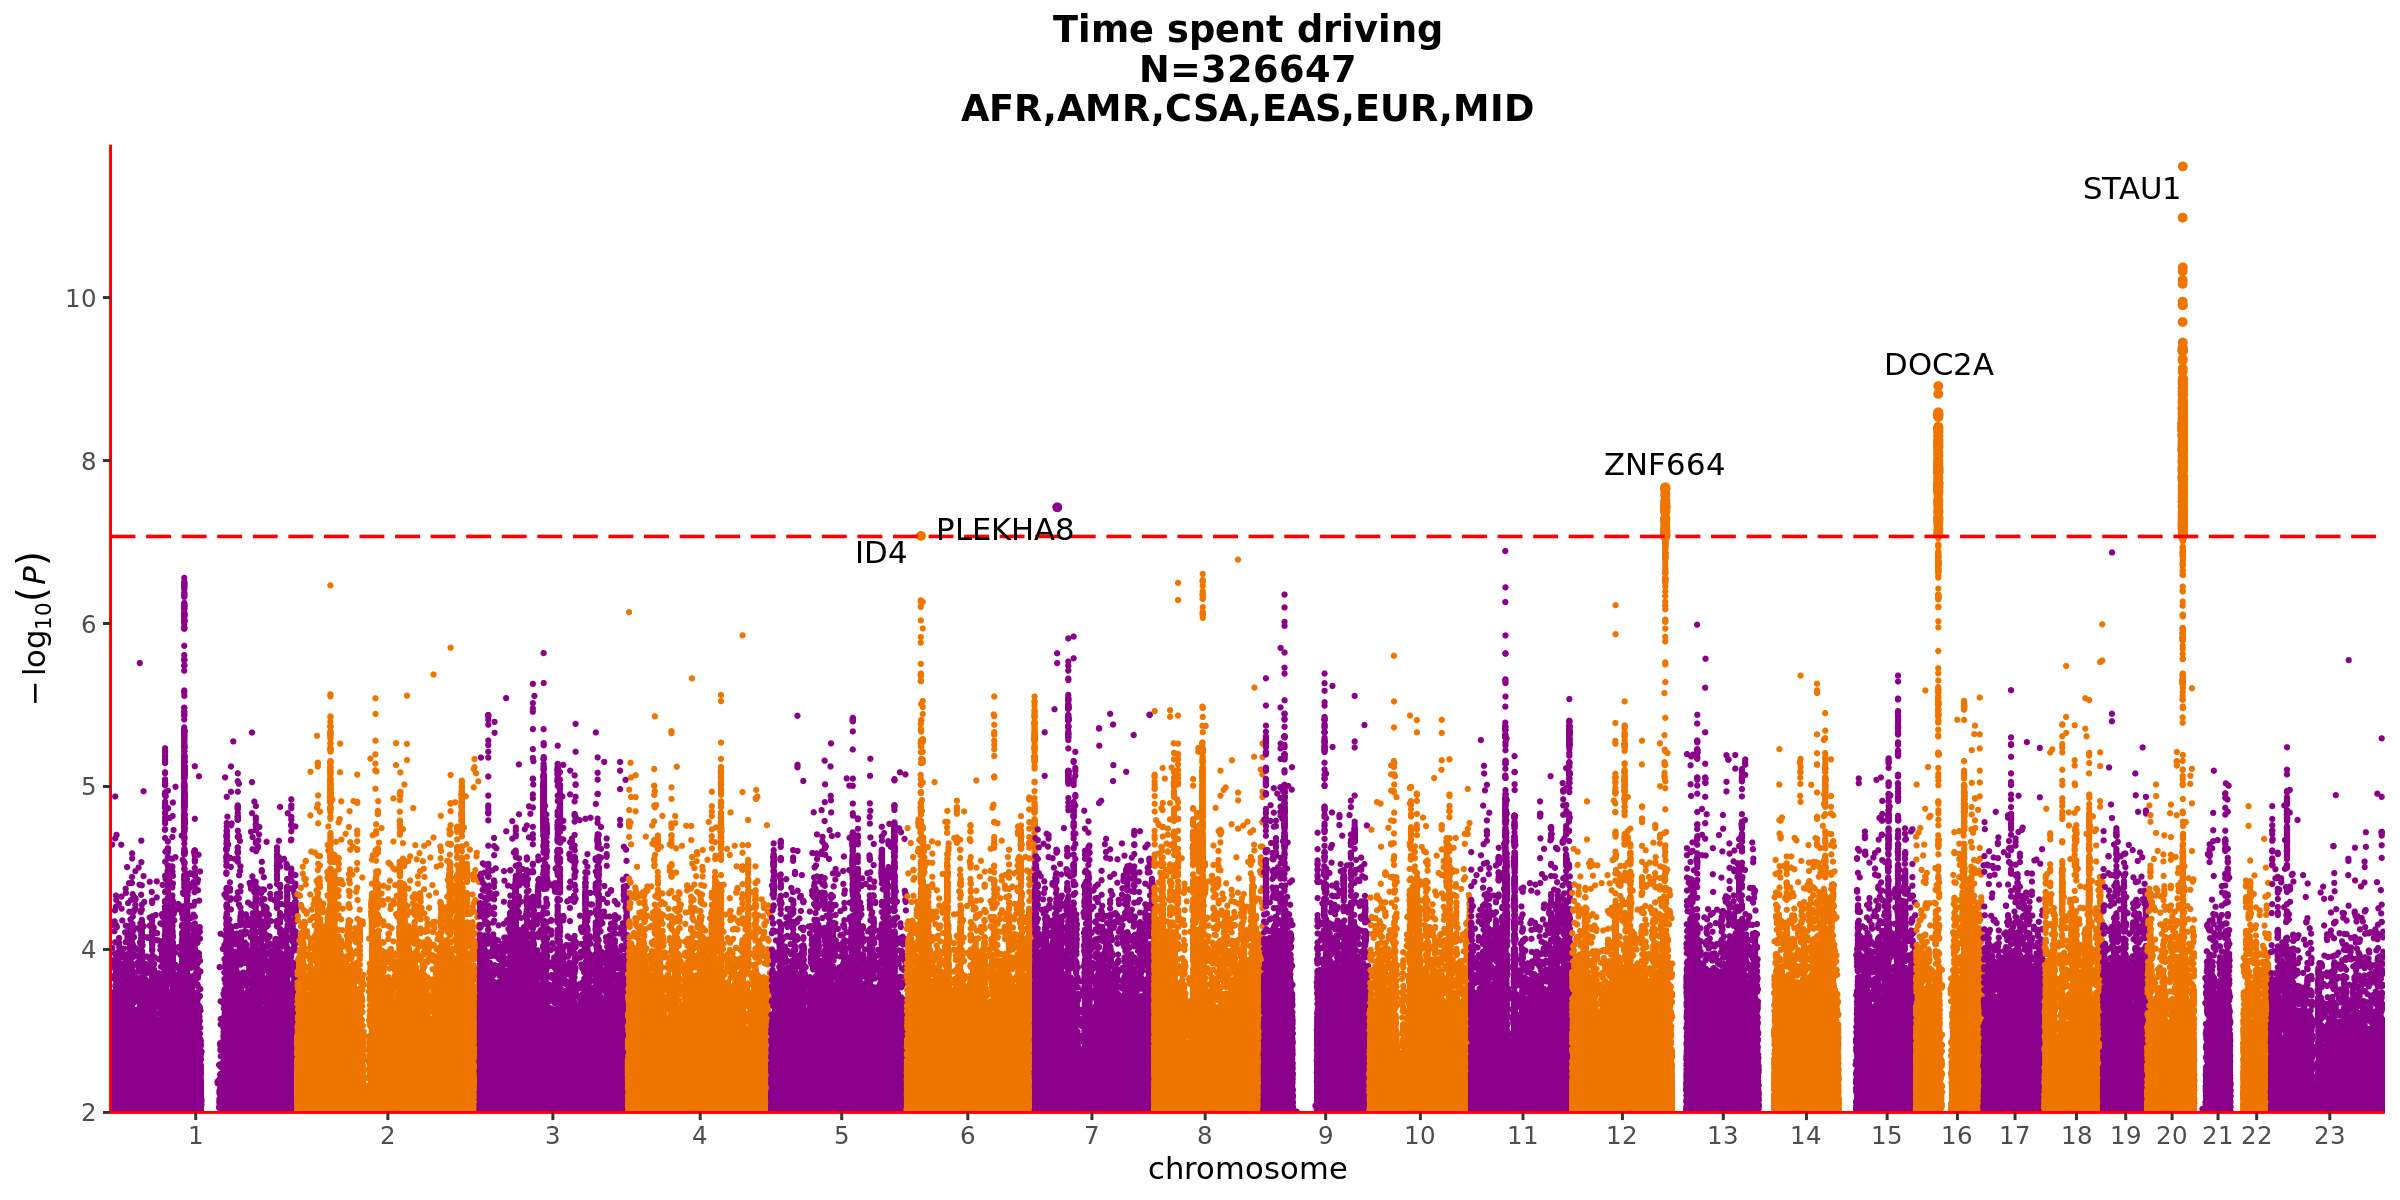 Time spent driving
N=326647
AFR,AMR,CSA,EAS,EUR,MID
STAU1
DOC2A
ZNF664
PLEKHA8
ID4
10
8
6
5
4
2
−log10(P)
1 2 3 4 5 6 7 8 9 10 11 12 13 14 15 16 17 18 19 20 21 22 23
chromosome